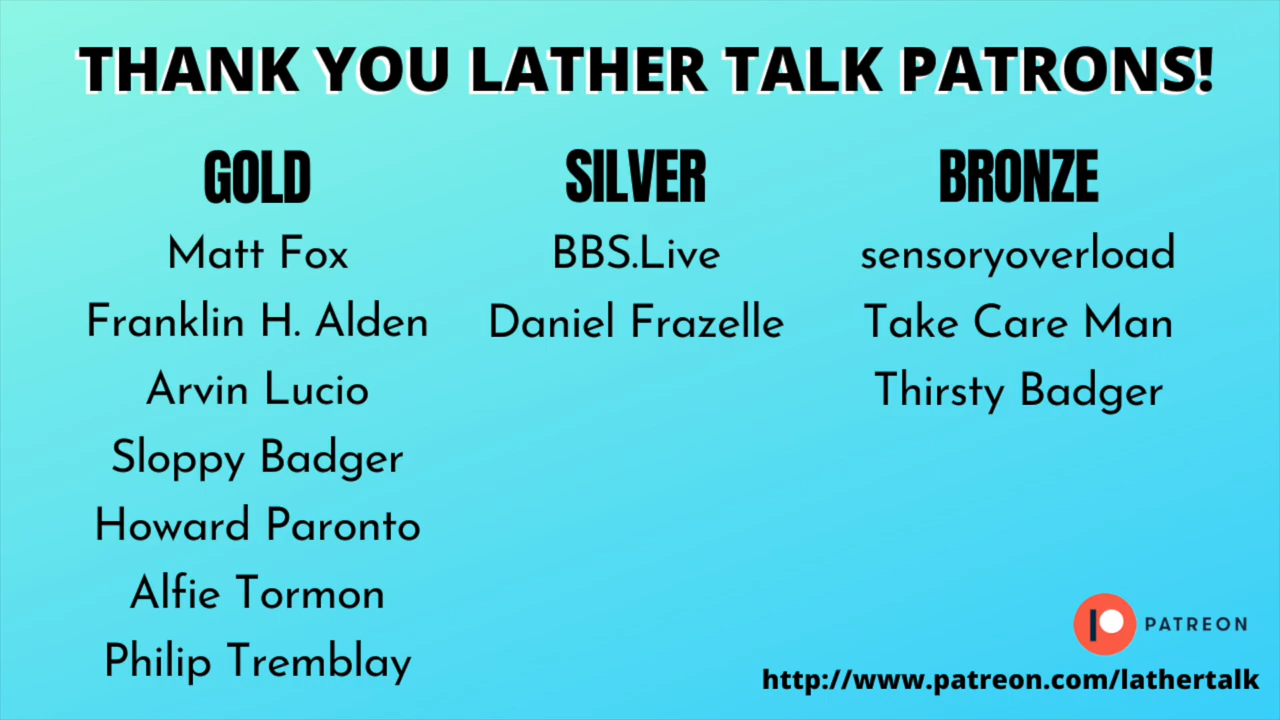 THANK YOU LATHER TALK PATRONS!
GOLD
Matt Fox
Franklin H. Alden
Arvin Lucio
Sloppy Badger
Howard Paronto
Alfie Tormon
Philip Tremblay
SILVER
BBS.Live
Daniel Frazelle
BRONZE
sensoryoverload
Take Care Man
Thirsty Badger
PATREON
http://www.patreon.com/lathertalk